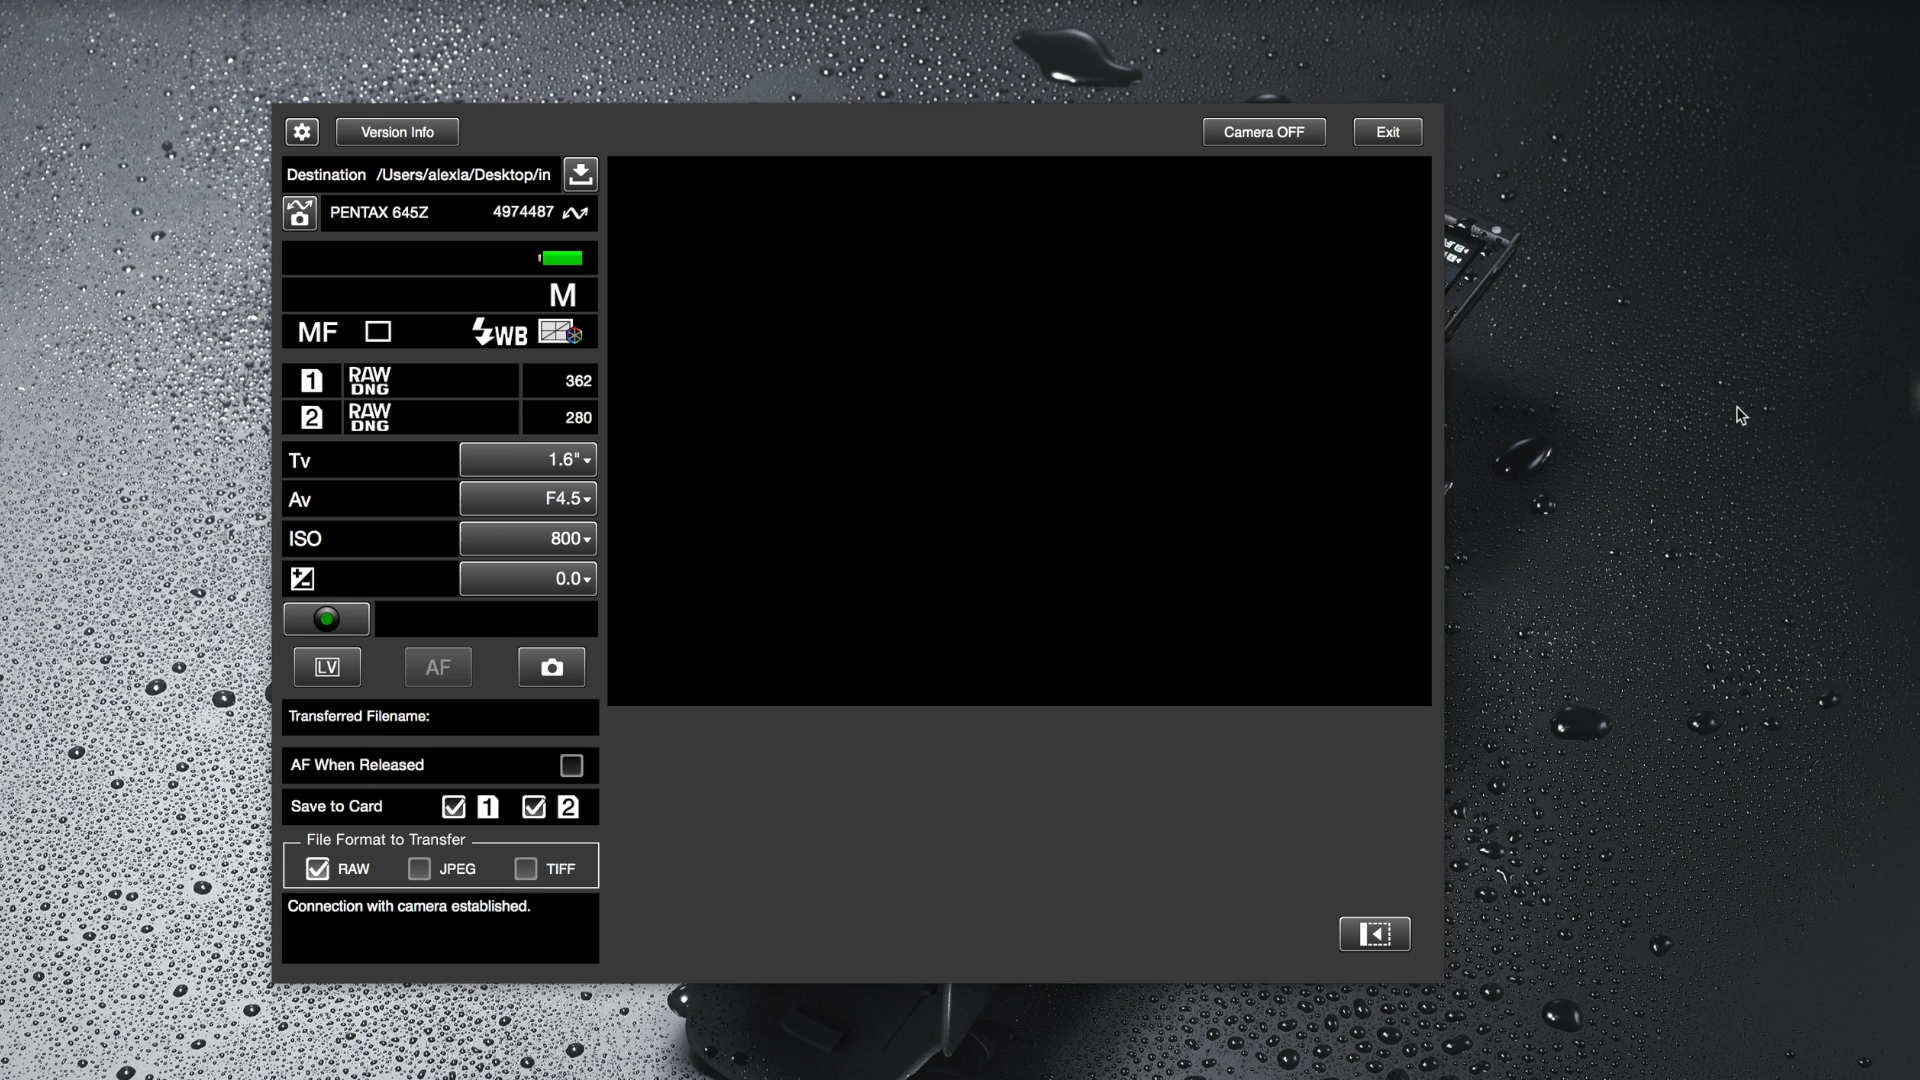 Version Info
Camera OFF
Exit
Destination /Users/alexla/Desktop/in
PENTAX 645Z 4974487
M
MF
WB
1 RAW DNG 362
2 RAW DNG 280
Tv 1.6"
Av F4.5
ISO 800
0.0
LV AF
Transferred Filename:
AF When Released
Save to Card 1 2
File Format to Transfer
RAW JPEG TIFF
Connection with camera established.